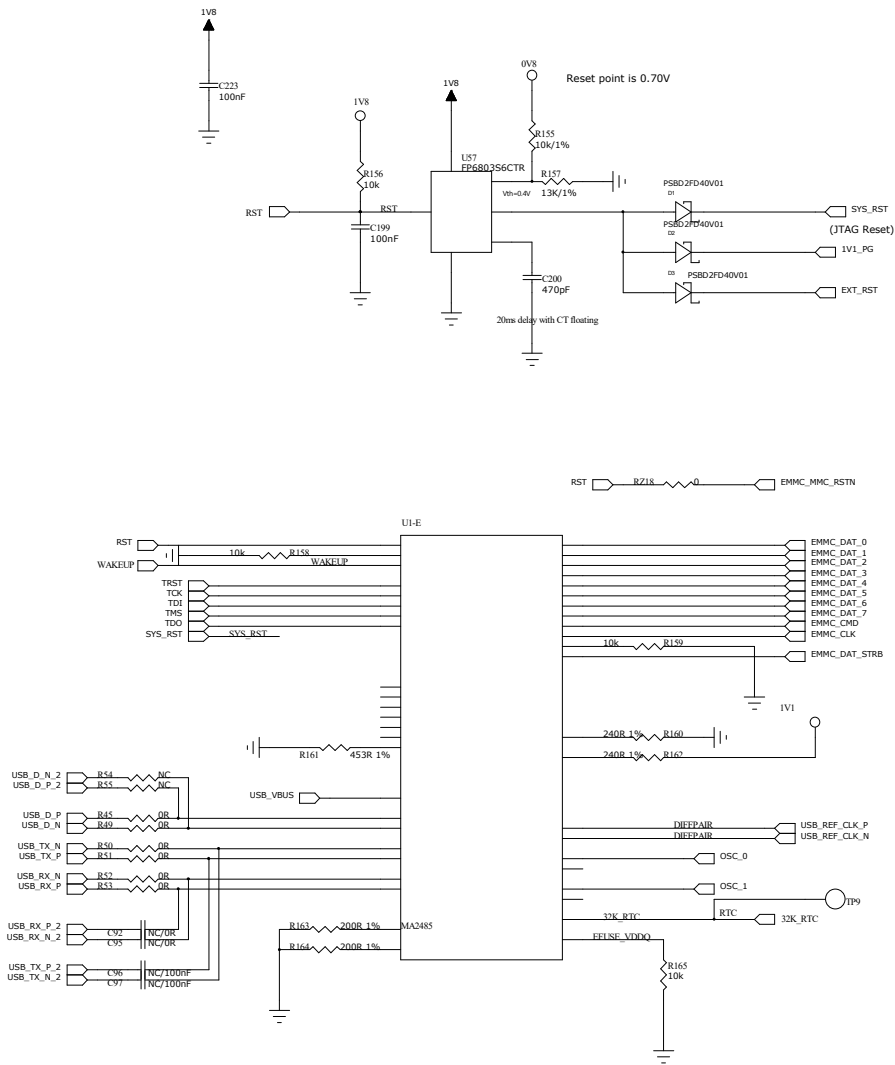 1V8
C223
100nF
1V8
R156
10k
RST
RST
C199
100nF
1V8
U57
FP6803S6CTR
Vth=0.4V
0V8
Reset point is 0.70V
R155
10k/1%
R157
13K/1%
C200
470pF
20ms delay with CT floating
PSBD2FD40V01
D1
SYS_RST
(JTAG Reset)
PSBD2FD40V01
D2
1V1_PG
D3
PSBD2FD40V01
EXT_RST
RST
RZ18
0
EMMC_MMC_RSTN
U1-E
RST
10k
R158
WAKEUP
WAKEUP
TRST
TCK
TDI
TMS
TDO
SYS_RST
SYS_RST
EMMC_DAT_0
EMMC_DAT_1
EMMC_DAT_2
EMMC_DAT_3
EMMC_DAT_4
EMMC_DAT_5
EMMC_DAT_6
EMMC_DAT_7
EMMC_CMD
EMMC_CLK
10k
R159
EMMC_DAT_STRB
1V1
240R 1%
R160
240R 1%
R162
R161
453R 1%
USB_D_N_2
R54
NC
USB_D_P_2
R55
NC
USB_VBUS
USB_D_P
R45
0R
USB_D_N
R49
0R
USB_TX_N
R50
0R
USB_TX_P
R51
0R
USB_RX_N
R52
0R
USB_RX_P
R53
0R
USB_RX_P_2
C92
NC/0R
USB_RX_N_2
C95
NC/0R
USB_TX_P_2
C96
NC/100nF
USB_TX_N_2
C97
NC/100nF
R163
200R 1%
R164
200R 1%
MA2485
DIFFPAIR
USB_REF_CLK_P
DIFFPAIR
USB_REF_CLK_N
OSC_0
OSC_1
TP9
32K_RTC
RTC
32K_RTC
EFUSE_VDDQ
R165
10k